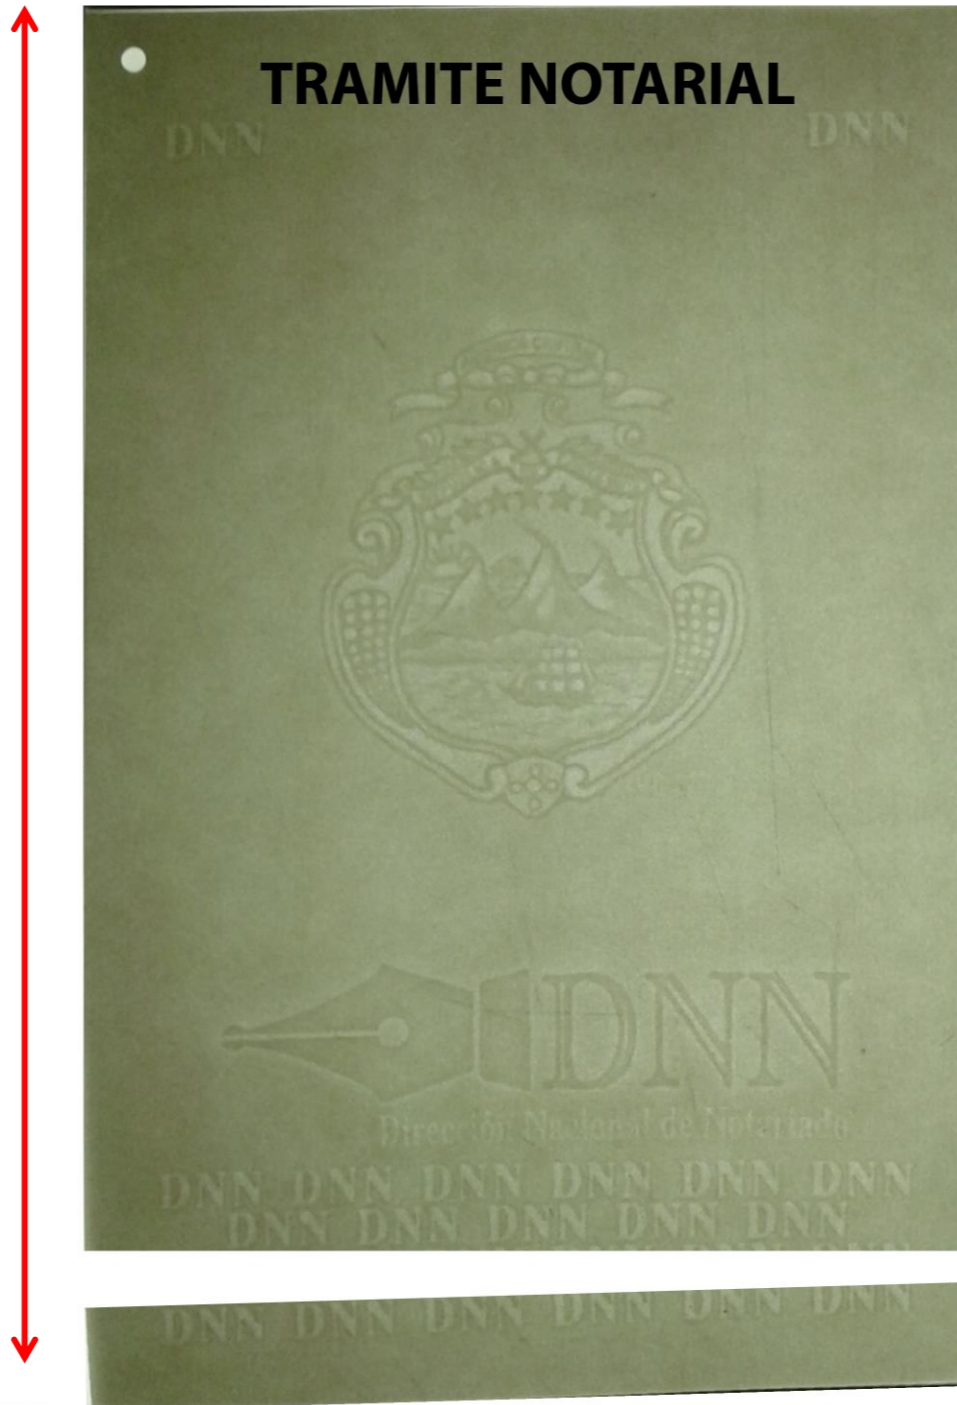 TRAMITE NOTARIAL
DNN DNN
DNN
Dirección Nacional de Notariado
DNN DNN DNN DNN DNN DNN
DNN DNN DNN DNN DNN
DNN DNN DNN DNN DNN DNN